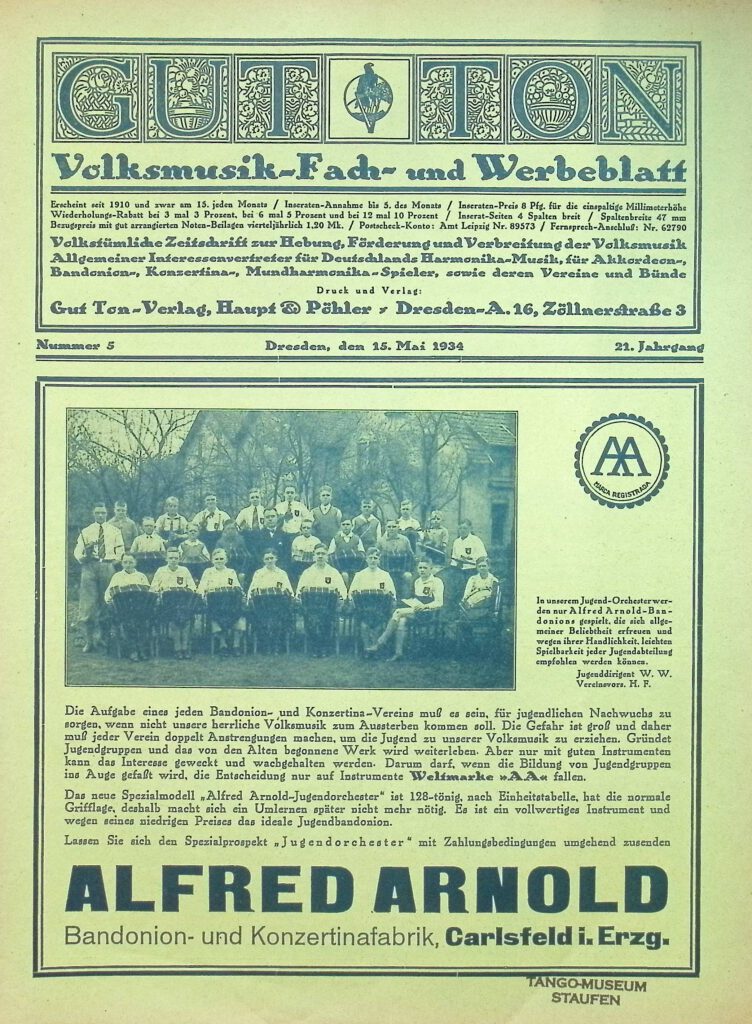 GUT TON
Volksmusik-Fach- und Werbeblatt
Erscheint seit 1910 und zwar am 15. jeden Monats / Inseraten-Annahme bis 5. des Monats / Inseraten-Preis 8 Pfg. für die einspaltige Millimeterhöhe
Wiederholungs-Rabatt bei 3 mal 3 Prozent, bei 6 mal 5 Prozent und bei 12 mal 10 Prozent / Inserat-Seiten 4 Spalten breit / Spaltenbreite 47 mm
Bezugspreis mit gut arrangierten Noten-Beilagen vierteljährlich 1,20 Mk. / Postscheck-Konto: Amt Leipzig Nr. 89573 / Fernsprech-Anschluß: Nr. 62790
Volkstümliche Zeitschrift zur Hebung, Förderung und Verbreitung der Volksmusik
Allgemeiner Interessenvertreter für Deutschlands Harmonika-Musik, für Akkordeon-,
Bandonion-, Konzertina-, Mundharmonika-Spieler, sowie deren Vereine und Bünde
Druck und Verlag:
Gut Ton-Verlag, Haupt & Pöhler / Dresden-A. 16, Zöllnerstraße 3
Nummer 5 Dresden, den 15. Mai 1934 21. Jahrgang
AA
MARCA REGISTRADA
In unserem Jugend-Orchester wer-
den nur Alfred Arnold-Ban-
donions gespielt, die sich allge-
meiner Beliebtheit erfreuen und
wegen ihrer Handlichkeit, leichten
Spielbarkeit jeder Jugendabteilung
empfohlen werden können.
Jugenddirigent W. W.
Vereinsvors. H. F.
Die Aufgabe eines jeden Bandonion- und Konzertina-Vereins muß es sein, für jugendlichen Nachwuchs zu
sorgen, wenn nicht unsere herrliche Volksmusik zum Aussterben kommen soll. Die Gefahr ist groß und daher
muß jeder Verein doppelt Anstrengungen machen, um die Jugend zu unserer Volksmusik zu erziehen. Gründet
Jugendgruppen und das von den Alten begonnene Werk wird weiterleben. Aber nur mit guten Instrumenten
kann das Interesse geweckt und wachgehalten werden. Darum darf, wenn die Bildung von Jugendgruppen
ins Auge gefaßt wird, die Entscheidung nur auf Instrumente Weltmarke »AA« fallen.
Das neue Spezialmodell „Alfred Arnold-Jugendorchester" ist 128-tönig, nach Einheitstabelle, hat die normale
Grifflage, deshalb macht sich ein Umlernen später nicht mehr nötig. Es ist ein vollwertiges Instrument und
wegen seines niedrigen Preises das ideale Jugendbandonion.
Lassen Sie sich den Spezialprospekt „Jugendorchester" mit Zahlungsbedingungen umgehend zusenden
ALFRED ARNOLD
Bandonion- und Konzertinafabrik, Carlsfeld i. Erzg.
TANGO-MUSEUM
STAUFEN